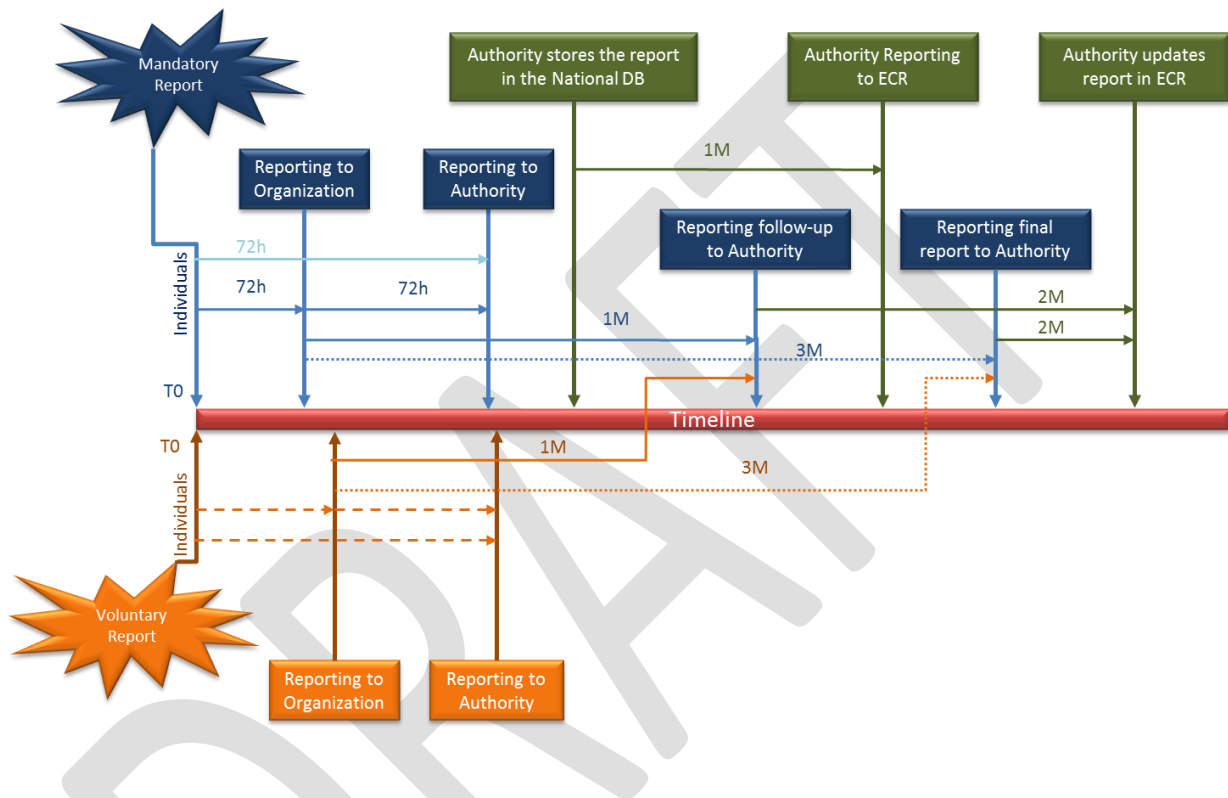 Mandatory
Report
Authority stores the report
in the National DB
Authority Reporting
to ECR
Authority updates
report in ECR
1M
Reporting to
Organization
Reporting to
Authority
Reporting follow-up
to Authority
Reporting final
report to Authority
72h
Individuals
72h
72h
2M
1M
2M
3M
T0
Timeline
T0
1M
3M
Individuals
Voluntary
Report
Reporting to
Organization
Reporting to
Authority
DRAFT